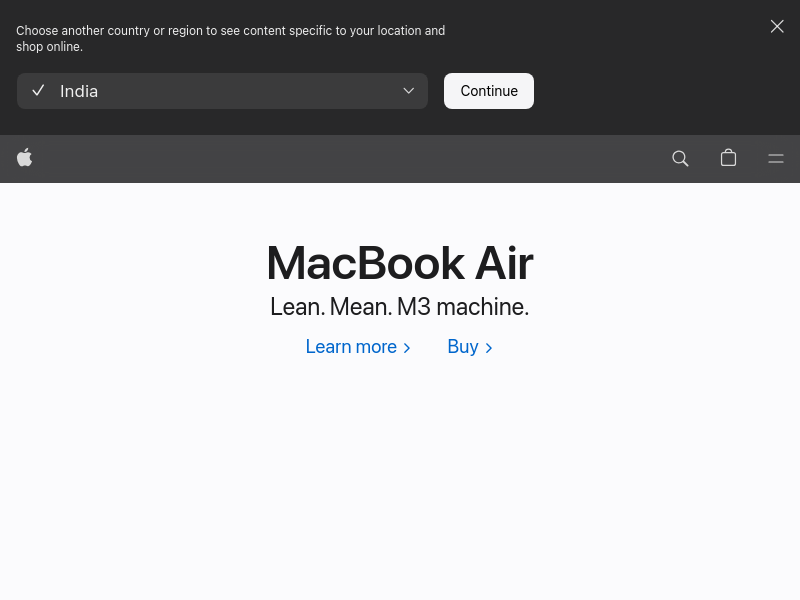 Choose another country or region to see content specific to your location and
shop online.
India
Continue
MacBook Air
Lean. Mean. M3 machine.
Learn more
Buy